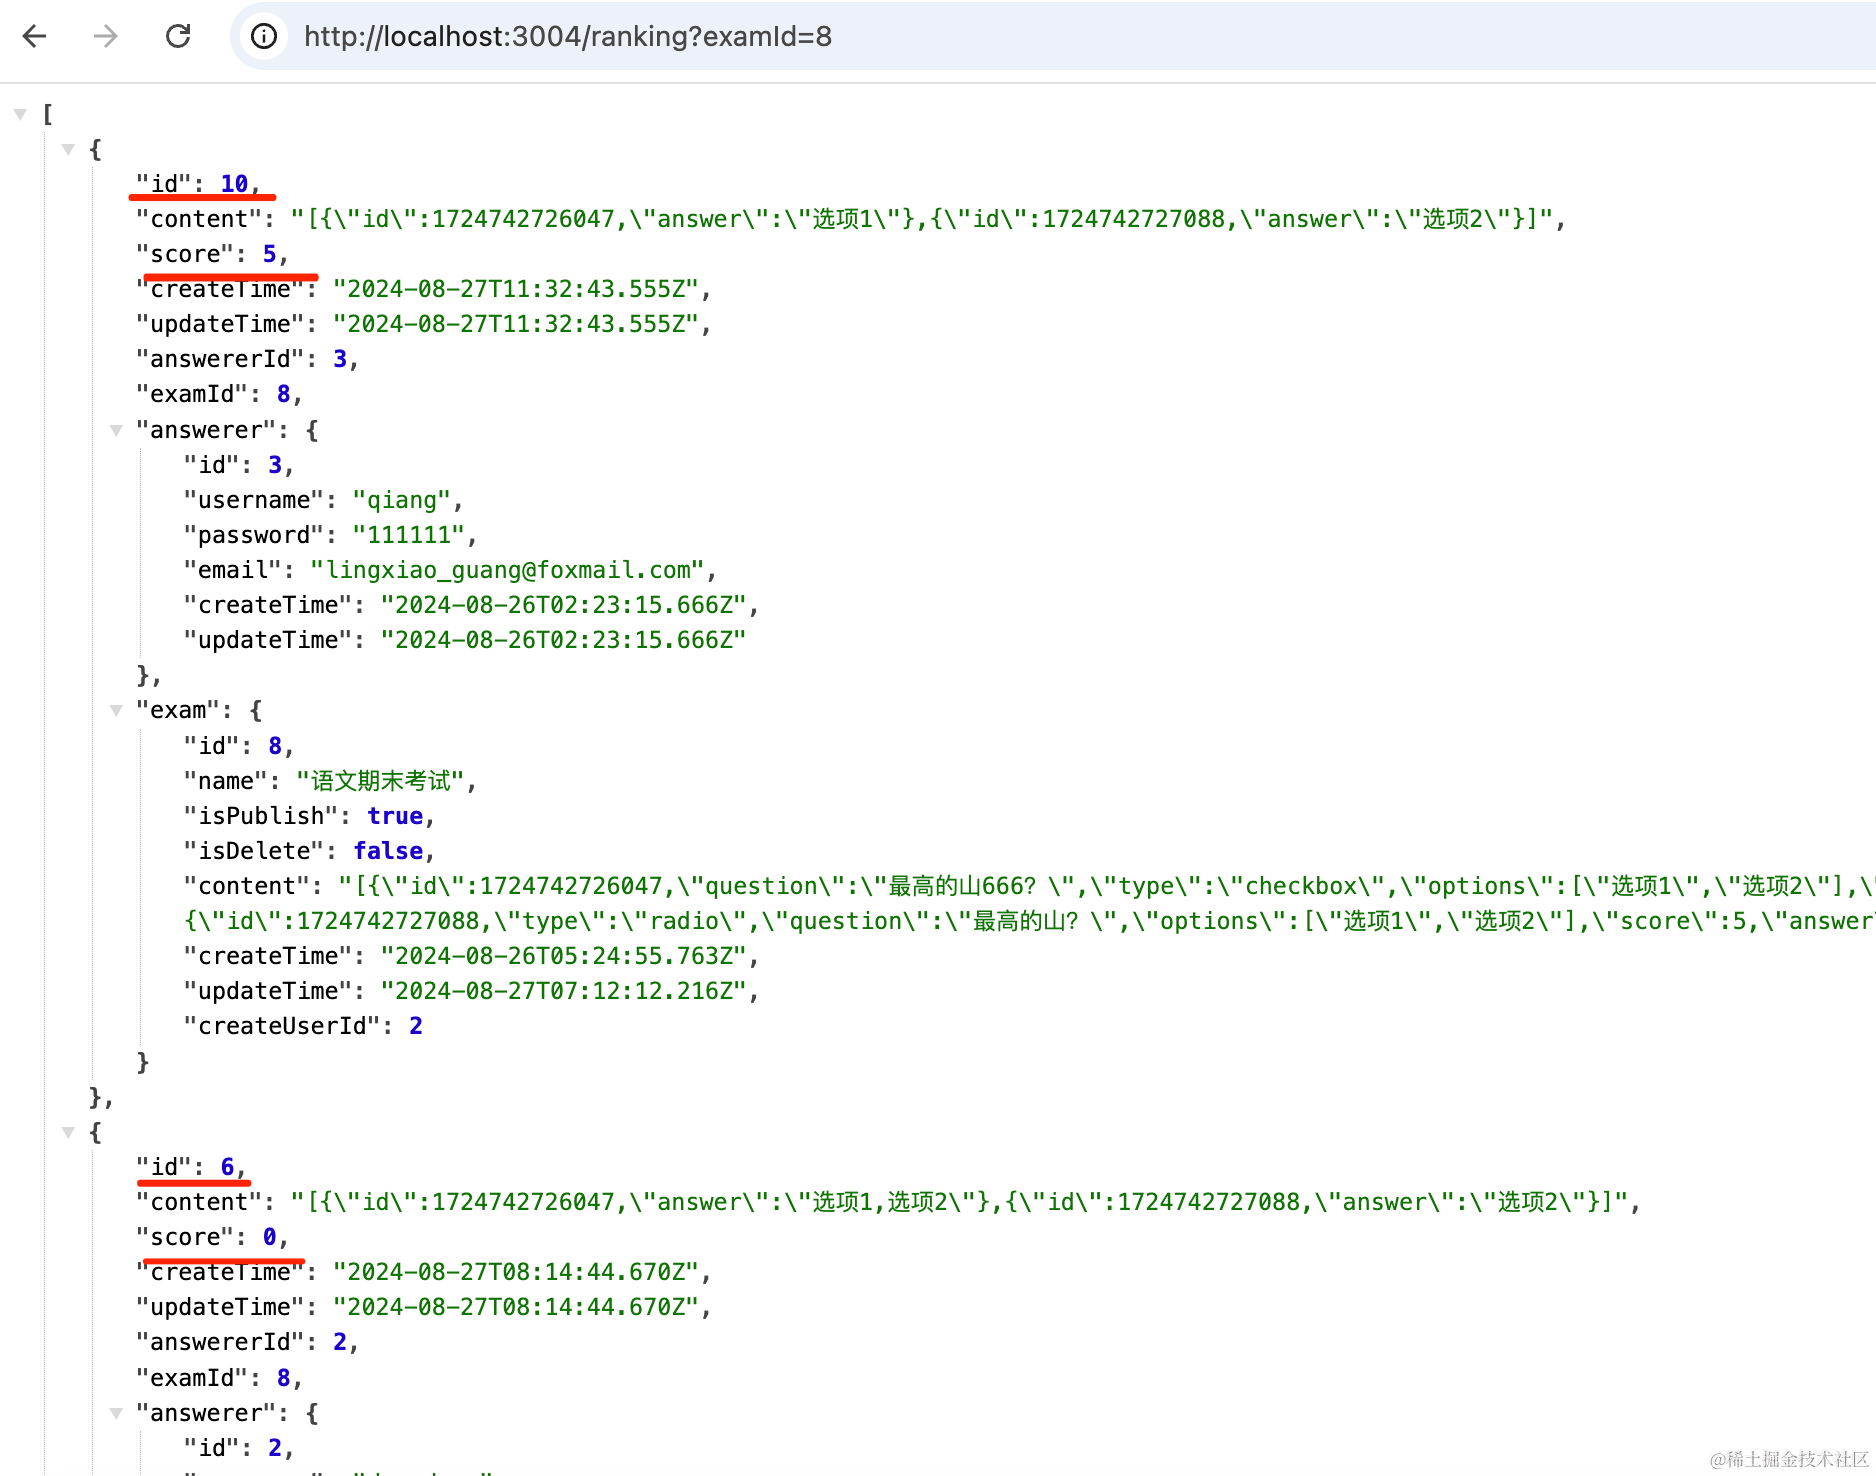 http://localhost:3004/ranking?examId=8
[
{
"id": 10,
"content": "[{\"id\":1724742726047,\"answer\":\"选项1\"},{\"id\":1724742727088,\"answer\":\"选项2\"}]",
"score": 5,
"createTime": "2024-08-27T11:32:43.555Z",
"updateTime": "2024-08-27T11:32:43.555Z",
"answererId": 3,
"examId": 8,
"answerer": {
"id": 3,
"username": "qiang",
"password": "111111",
"email": "lingxiao_guang@foxmail.com",
"createTime": "2024-08-26T02:23:15.666Z",
"updateTime": "2024-08-26T02:23:15.666Z"
},
"exam": {
"id": 8,
"name": "语文期末考试",
"isPublish": true,
"isDelete": false,
"content": "[{\"id\":1724742726047,\"question\":\"最高的山666？\",\"type\":\"checkbox\",\"options\":[\"选项1\",\"选项2\"],\"
{\"id\":1724742727088,\"type\":\"radio\",\"question\":\"最高的山？\",\"options\":[\"选项1\",\"选项2\"],\"score\":5,\"answer\
"createTime": "2024-08-26T05:24:55.763Z",
"updateTime": "2024-08-27T07:12:12.216Z",
"createUserId": 2
}
},
{
"id": 6,
"content": "[{\"id\":1724742726047,\"answer\":\"选项1,选项2\"},{\"id\":1724742727088,\"answer\":\"选项2\"}]",
"score": 0,
"createTime": "2024-08-27T08:14:44.670Z",
"updateTime": "2024-08-27T08:14:44.670Z",
"answererId": 2,
"examId": 8,
"answerer": {
"id": 2,
@稀土掘金技术社区